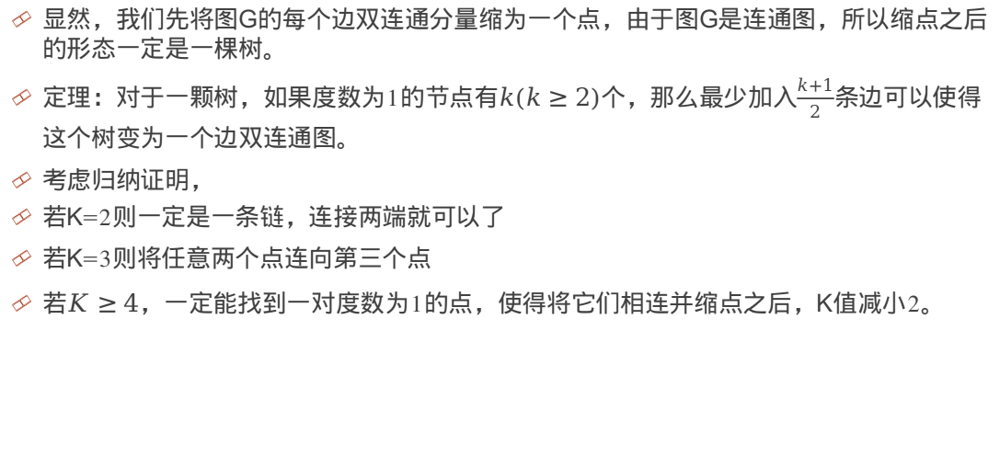 显然，我们先将图G的每个边双连通分量缩为一个点，由于图G是连通图，所以缩点之后
的形态一定是一棵树。
定理：对于一颗树，如果度数为1的节点有k(k ≥ 2)个，那么最少加入\frac{k+1}{2}条边可以使得
这个树变为一个边双连通图。
考虑归纳证明，
若K=2则一定是一条链，连接两端就可以了
若K=3则将任意两个点连向第三个点
若K ≥ 4，一定能找到一对度数为1的点，使得将它们相连并缩点之后，K值减小2。